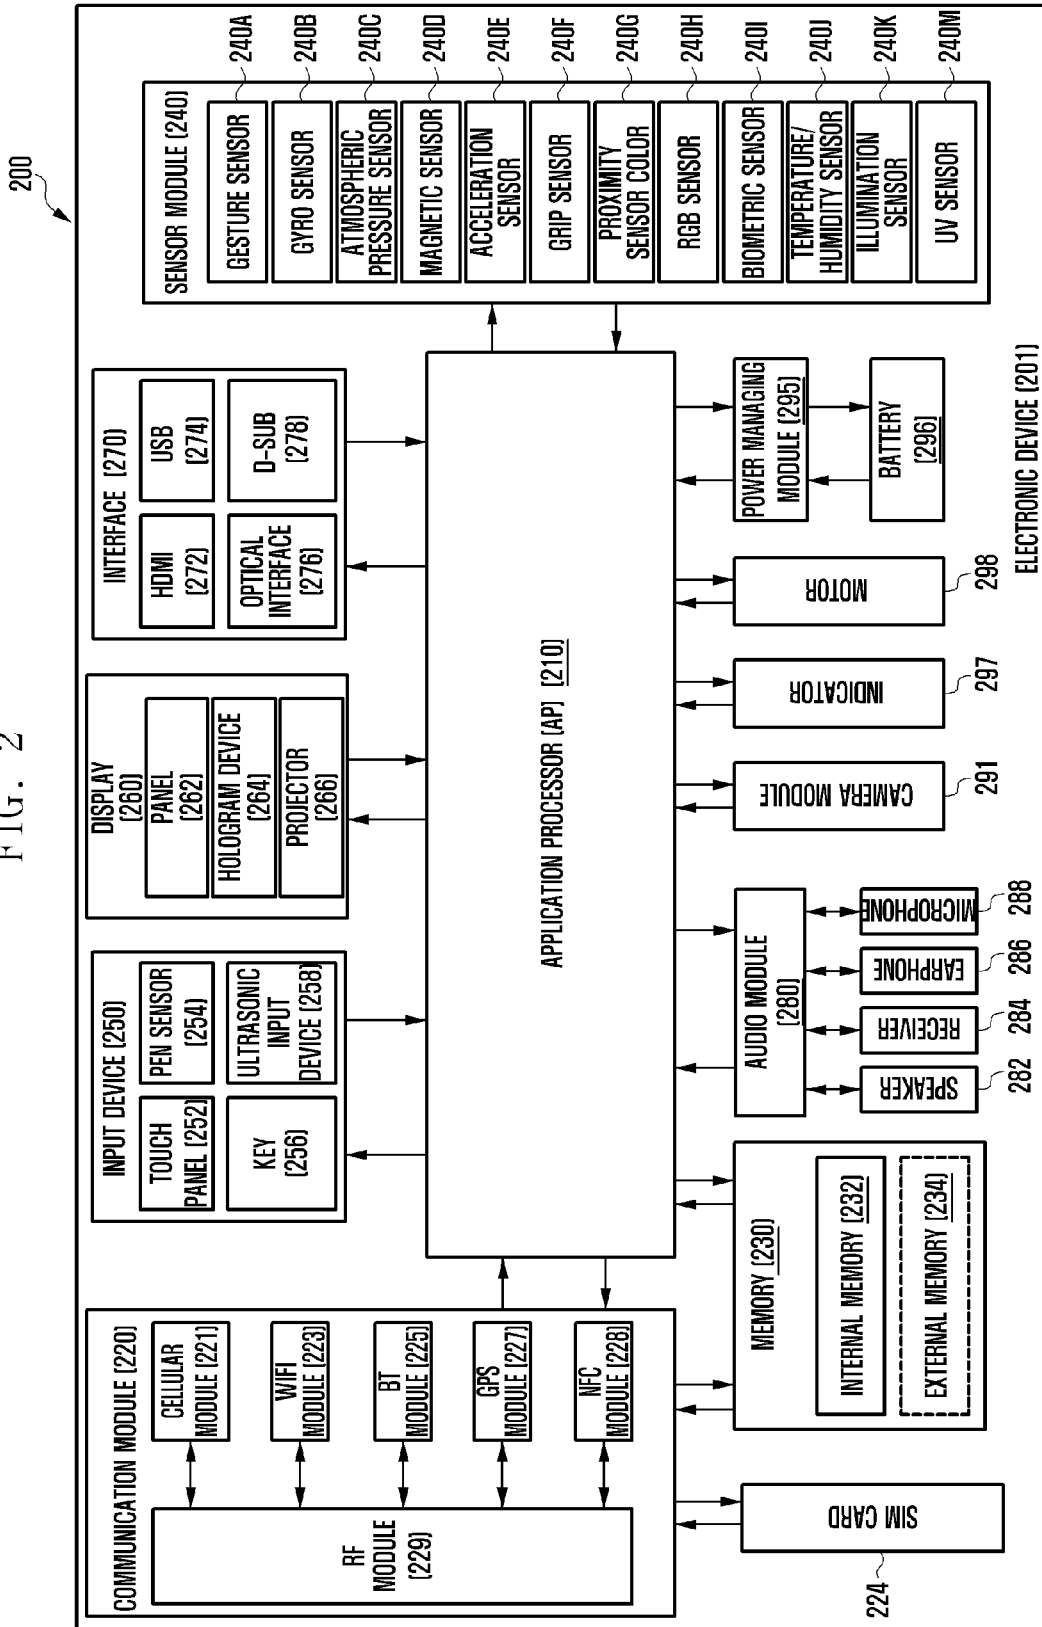 FIG. 2
200
COMMUNICATION MODULE (220)
CELLULAR
MODULE (221)
WIFI
MODULE (223)
BT
MODULE (225)
GPS
MODULE (227)
NFC
MODULE (228)
RF
MODULE
(229)
INPUT DEVICE (250)
TOUCH
PANEL (252)
PEN SENSOR
(254)
KEY
(256)
ULTRASONIC
INPUT
DEVICE (258)
DISPLAY
(260)
PANEL
(262)
HOLOGRAM DEVICE
(264)
PROJECTOR
(266)
INTERFACE (270)
HDMI
(272)
USB
(274)
OPTICAL
INTERFACE
(276)
D-SUB
(278)
SENSOR MODULE (240)
GESTURE SENSOR
240A
GYRO SENSOR
240B
ATMOSPHERIC
PRESSURE SENSOR
240C
MAGNETIC SENSOR
240D
ACCELERATION
SENSOR
240E
GRIP SENSOR
240F
PROXIMITY
SENSOR COLOR
240G
RGB SENSOR
240H
BIOMETRIC SENSOR
240I
TEMPERATURE/
HUMIDITY SENSOR
240J
ILLUMINATION
SENSOR
240K
UV SENSOR
240M
APPLICATION PROCESSOR (AP) (210)
SIM CARD
224
MEMORY (230)
INTERNAL MEMORY (232)
EXTERNAL MEMORY (234)
AUDIO MODULE
(280)
SPEAKER
282
RECEIVER
284
EARPHONE
286
MICROPHONE
288
CAMERA MODULE
291
INDICATOR
297
MOTOR
298
POWER MANAGING
MODULE (295)
BATTERY
(296)
ELECTRONIC DEVICE (201)